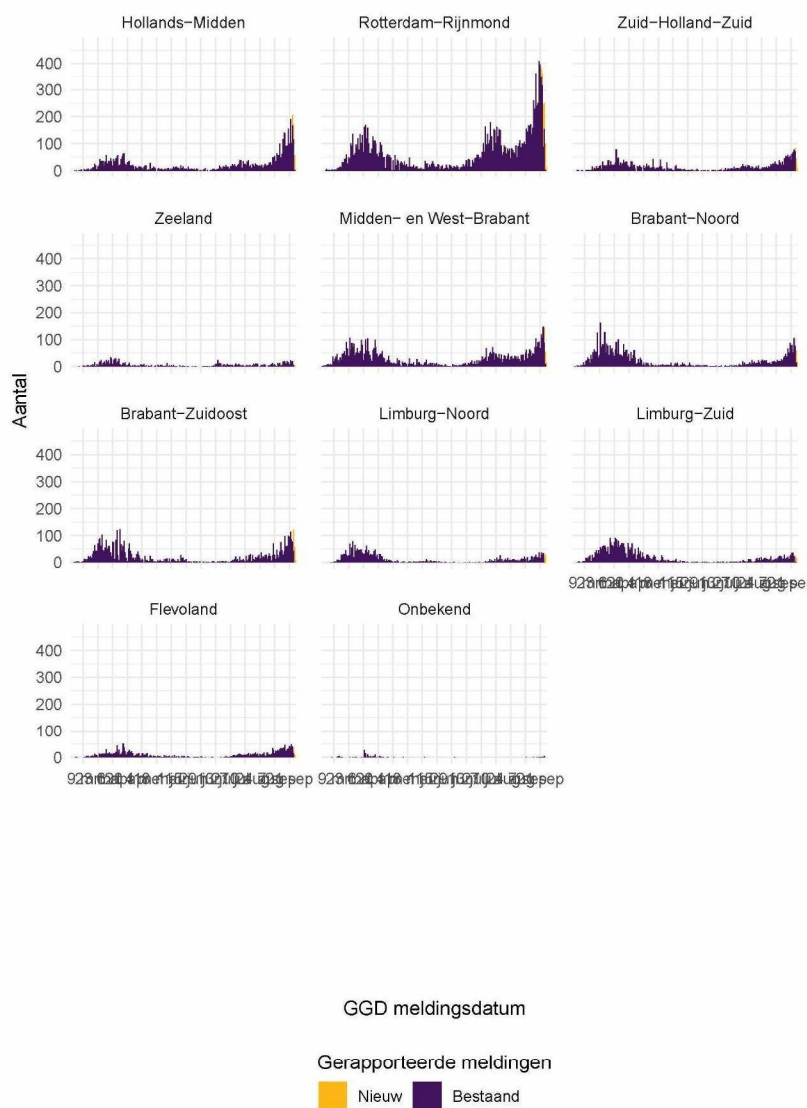 Hollands−Midden
Rotterdam−Rijnmond
Zuid−Holland−Zuid
400
300
200
100
0
Zeeland
Midden− en West−Brabant
Brabant−Noord
400
300
200
100
0
Aantal
Brabant−Zuidoost
Limburg−Noord
Limburg−Zuid
400
300
200
100
0
Flevoland
Onbekend
400
300
200
100
0
GGD meldingsdatum
Gerapporteerde meldingen
Nieuw
Bestaand